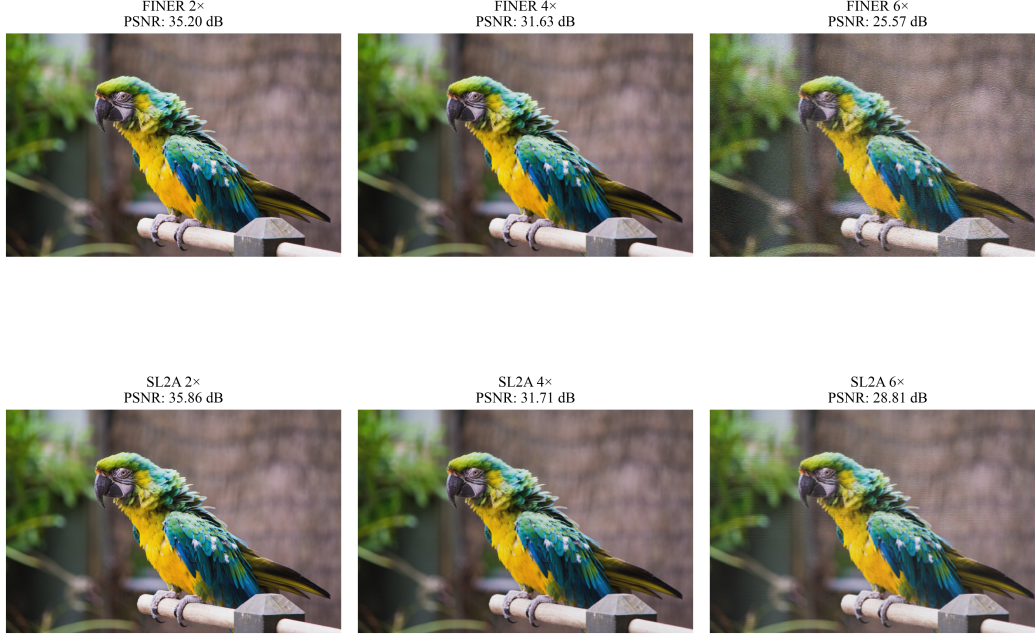 FINER 2×
PSNR: 35.20 dB
FINER 4×
PSNR: 31.63 dB
FINER 6×
PSNR: 25.57 dB
SL2A 2×
PSNR: 35.86 dB
SL2A 4×
PSNR: 31.71 dB
SL2A 6×
PSNR: 28.81 dB